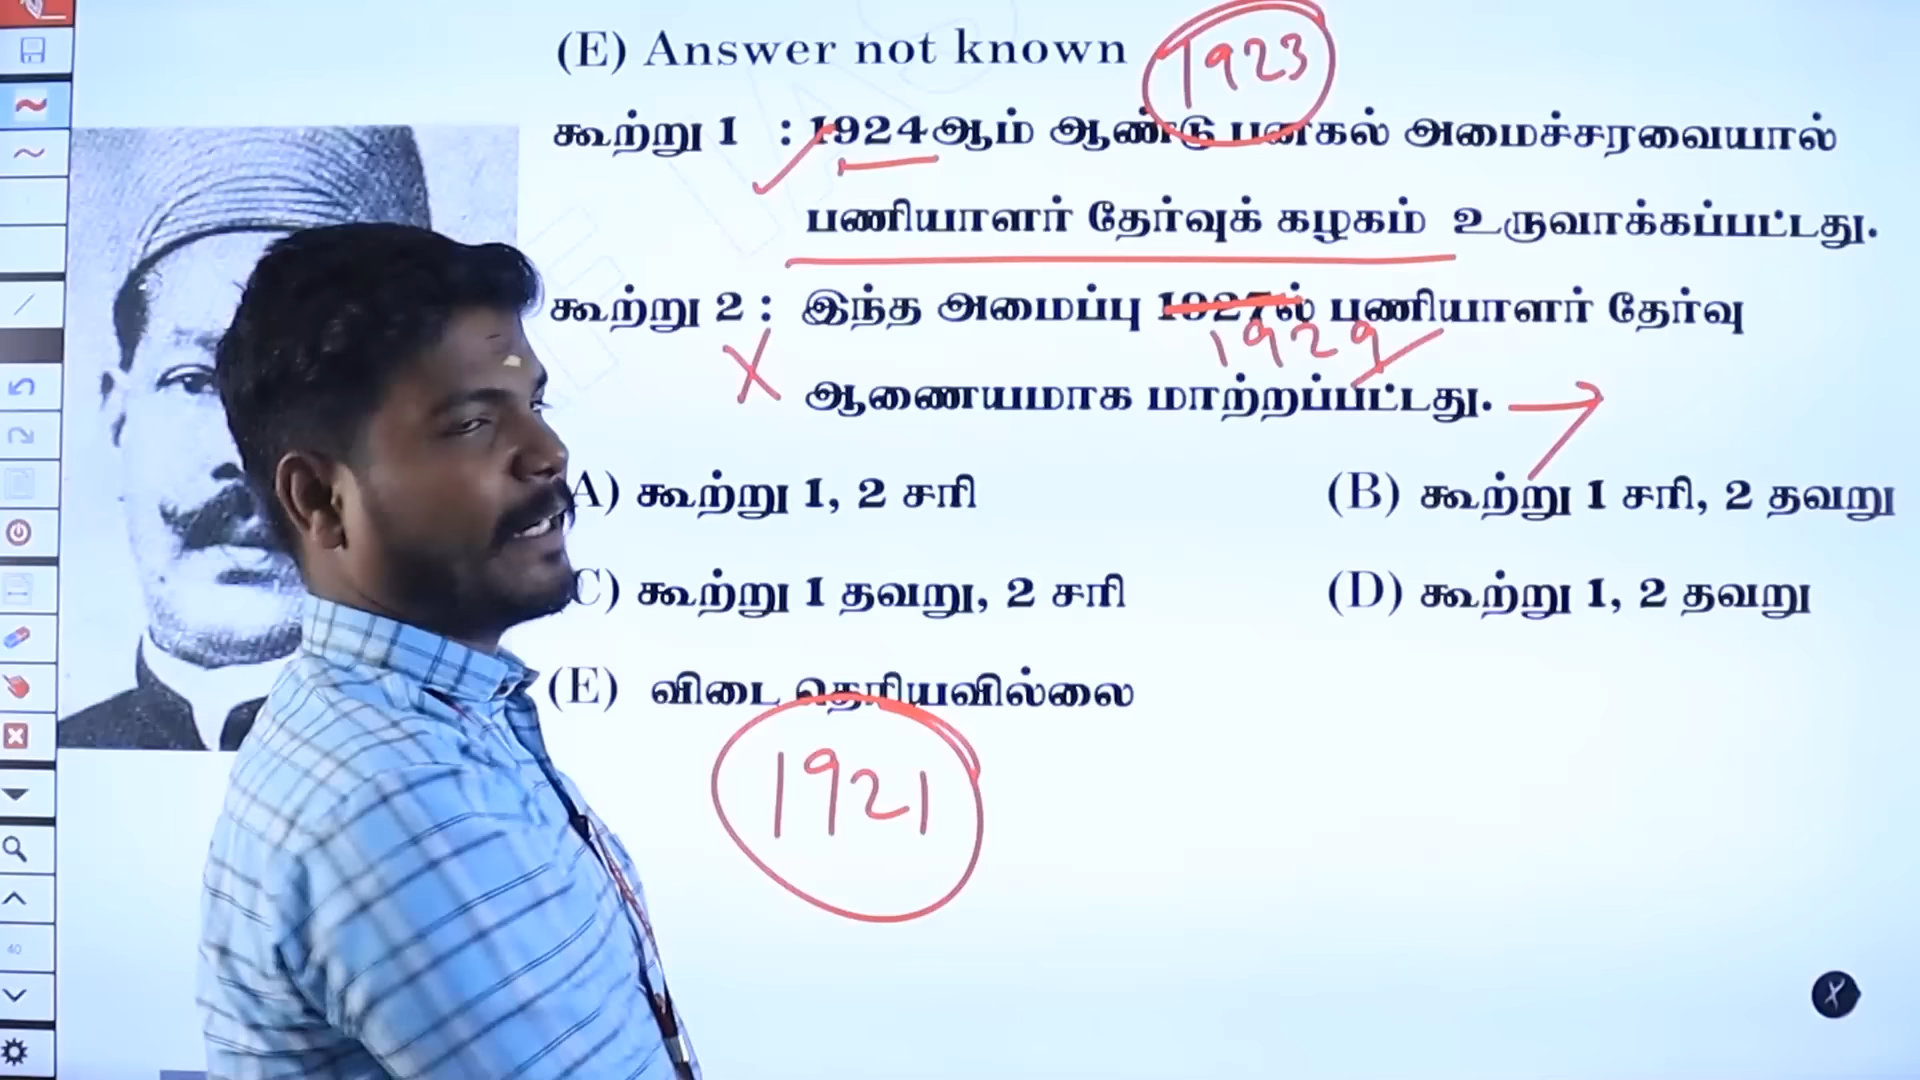 (E) Answer not known
1923
கூற்று 1 : 1924ஆம் ஆண்டு பனகல் அமைச்சரவையால்
பணியாளர் தேர்வுக் கழகம் உருவாக்கப்பட்டது.
கூற்று 2 : இந்த அமைப்பு 1927ல் பணியாளர் தேர்வு
1929
ஆணையமாக மாற்றப்பட்டது.
A) கூற்று 1, 2 சரி
(B) கூற்று 1 சரி, 2 தவறு
C) கூற்று 1 தவறு, 2 சரி
(D) கூற்று 1, 2 தவறு
(E) விடை தெரியவில்லை
1921
40